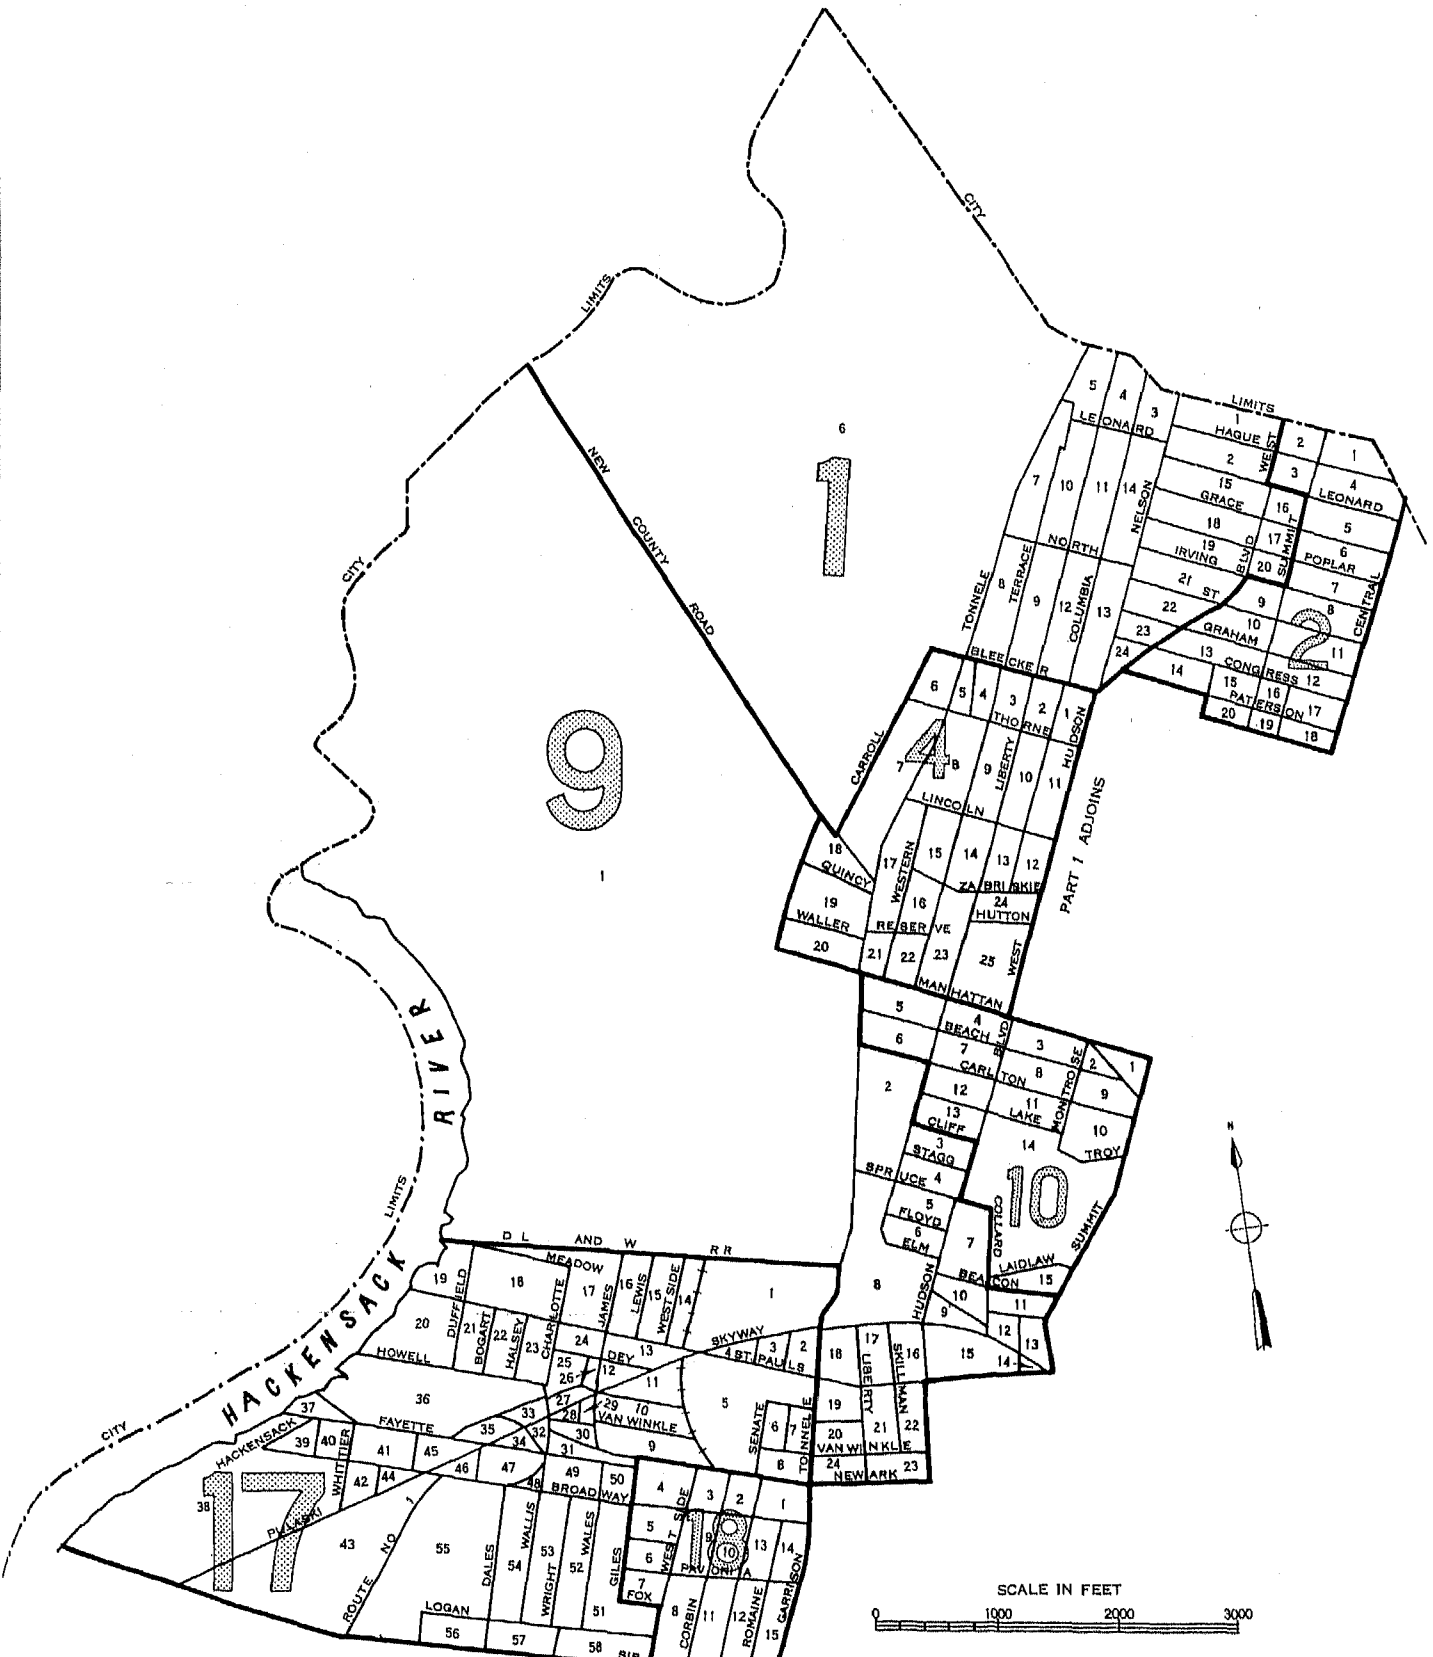 CITY
LIMITS
CITY
LIMITS
NEW COUNTY ROAD
6
1
9
1
5
4
3
LEONARD
7
10
11
14
NELSON
NORTH
TONNELE
8
TERRACE
9
12
COLUMBIA
13
BLEECKER
1
HAGUE
WEST
2
1
2
3
4
LEONARD
15
GRACE
16
5
18
17
SUMMIT
6
19
IRVING
BLVD
20
POPLAR
21
ST
7
CENTRAL
22
9
8
23
GRAHAM
10
2
11
24
13
CONGRESS
12
14
15
16
PATERSON
17
20
19
18
6
5
4
3
2
1
THORNE
HUDSON
CARROLL
4
7
8
9
LIBERTY
10
11
LINCOLN
PART 1 ADJOINS
18
17
WESTERN
15
14
13
12
QUINCY
ZABRISKIE
19
16
24
HUTTON
WALLER
RESERVE
20
21
22
23
25
WEST
MANHATTAN
5
4
BEACH
BLVD
3
2
1
6
7
CARLTON
8
MONTROSE
9
2
12
11
LAKE
13
CLIFF
10
14
TROY
3
STAGG
SPRUCE
4
10
5
FLOYD
COLLARD
SUMMIT
6
ELM
7
LAIDLAW
HUDSON
BEACON
15
8
10
11
9
12
13
14
HACKENSACK RIVER
LIMITS
CITY
D L AND W R R
MEADOW
19
18
17
16
15
14
1
DUFFIELD
CHARLOTTE
JAMES
LEWIS
WEST SIDE
20
21
BOGART
22
HALSEY
23
24
13
SKYWAY
HOWELL
25
DEY
12
4
ST. PAULS
3
2
18
17
16
15
26
11
LIBERTY
SKILLMAN
36
27
29
10
5
37
33
28
VAN WINKLE
SENATE
TONNELLE
19
HACKENSACK
FAYETTE
35
32
30
6
7
20
21
22
39
40
WHITTIER
41
45
34
31
9
VAN WINKLE
8
24
23
NEWARK
42
44
46
47
48
49
50
BROADWAY
38
17
PULASKI
43
ROUTE NO 1
55
DALES
54
WALLIS
53
WRIGHT
52
WALES
GILES
51
4
SIDE
3
2
1
5
WEST
18
9
10
13
14
6
PAVONIA
7
FOX
8
CORBIN
11
12
ROMAINE
GARRISON
15
LOGAN
56
57
58
SIP
N
SCALE IN FEET
0 1000 2000 3000